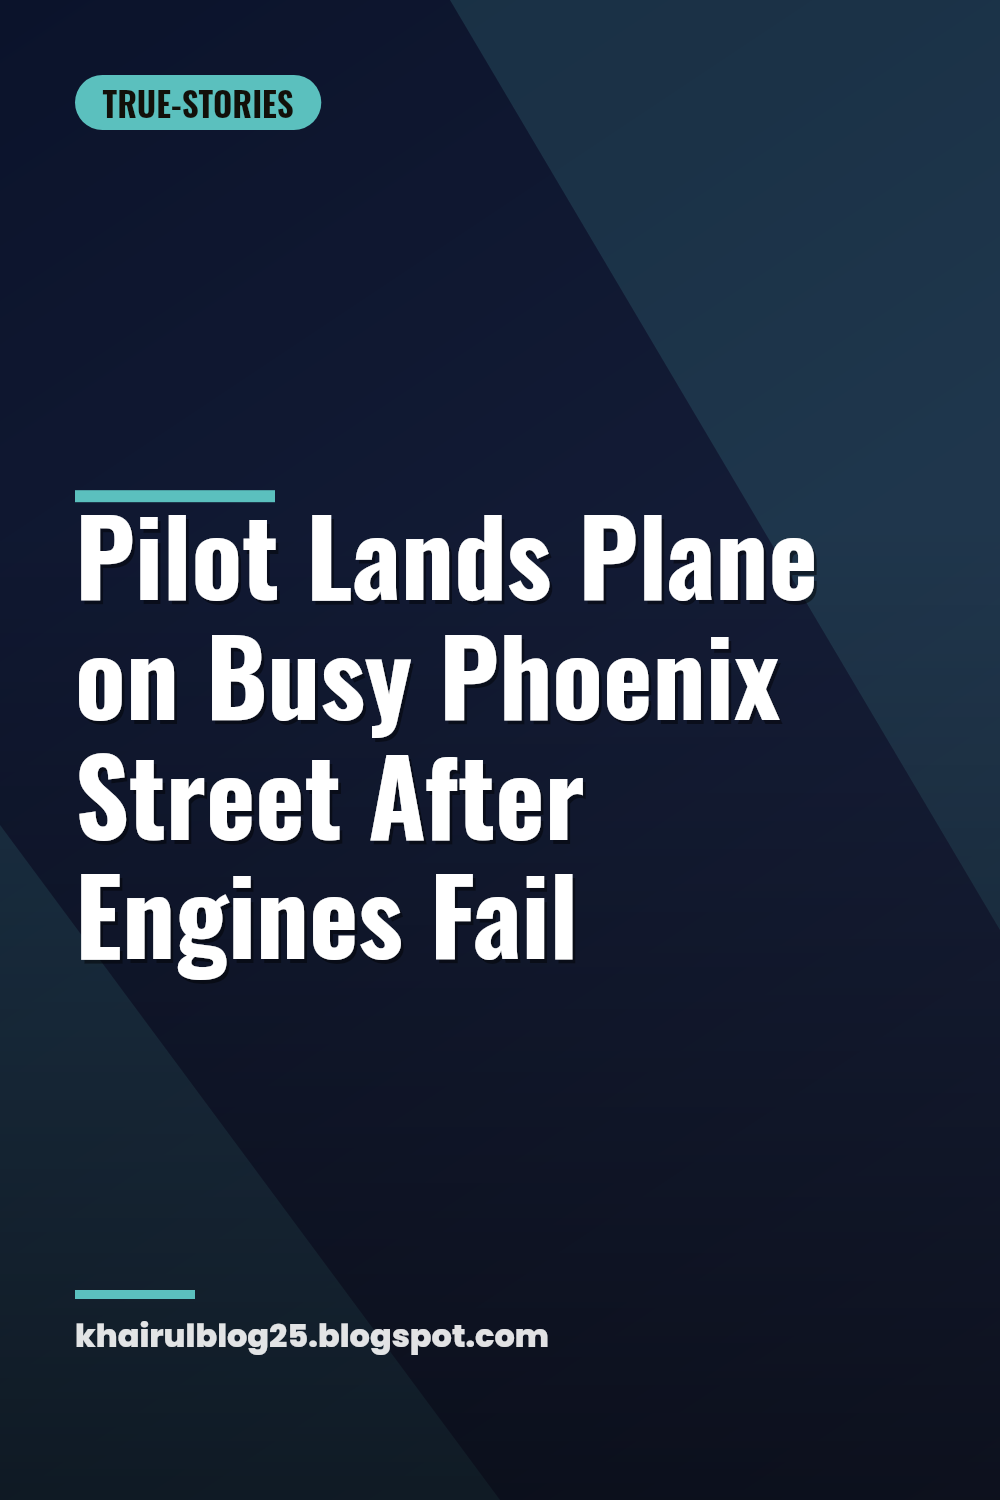 TRUE-STORIES
Pilot Lands Plane
on Busy Phoenix
Street After
Engines Fail
khairulblog25.blogspot.com